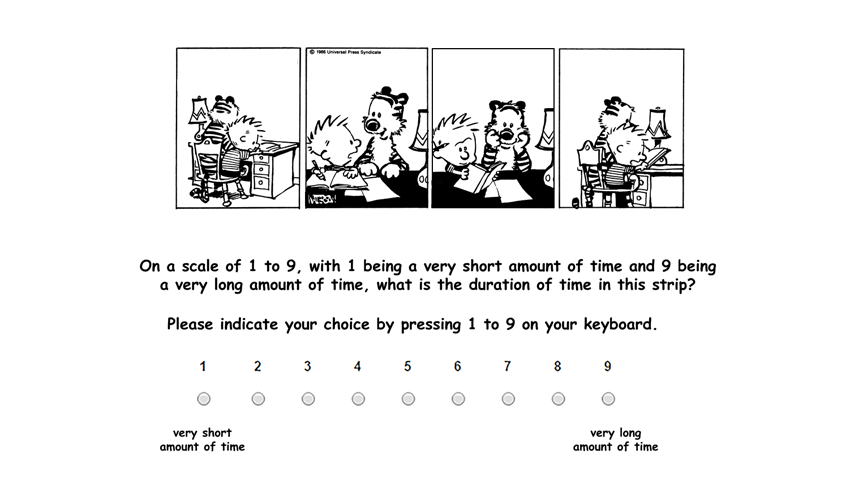 © 1986 Universal Press Syndicate
WATTERSON
On a scale of 1 to 9, with 1 being a very short amount of time and 9 being
a very long amount of time, what is the duration of time in this strip?
Please indicate your choice by pressing 1 to 9 on your keyboard.
1 2 3 4 5 6 7 8 9
very short
amount of time
very long
amount of time